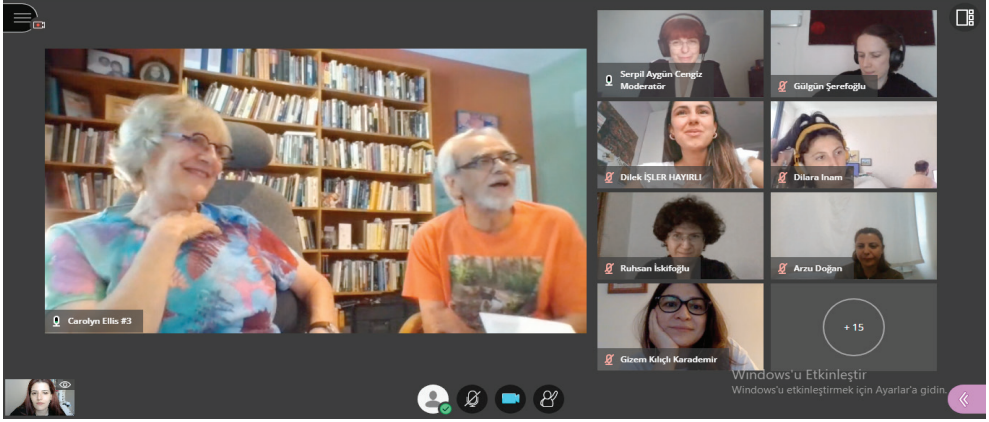 Carolyn Ellis #3
Serpil Aygün Cengiz
Moderatör
Gülgün Şerefoğlu
Dilek İŞLER HAYIRLI
Dilara Inam
Ruhsan İskifoğlu
Arzu Doğan
Gizem Kılıçlı Karademir
+ 15
Windows'u Etkinleştir
Windows'u etkinleştirmek için Ayarlar'a gidin.